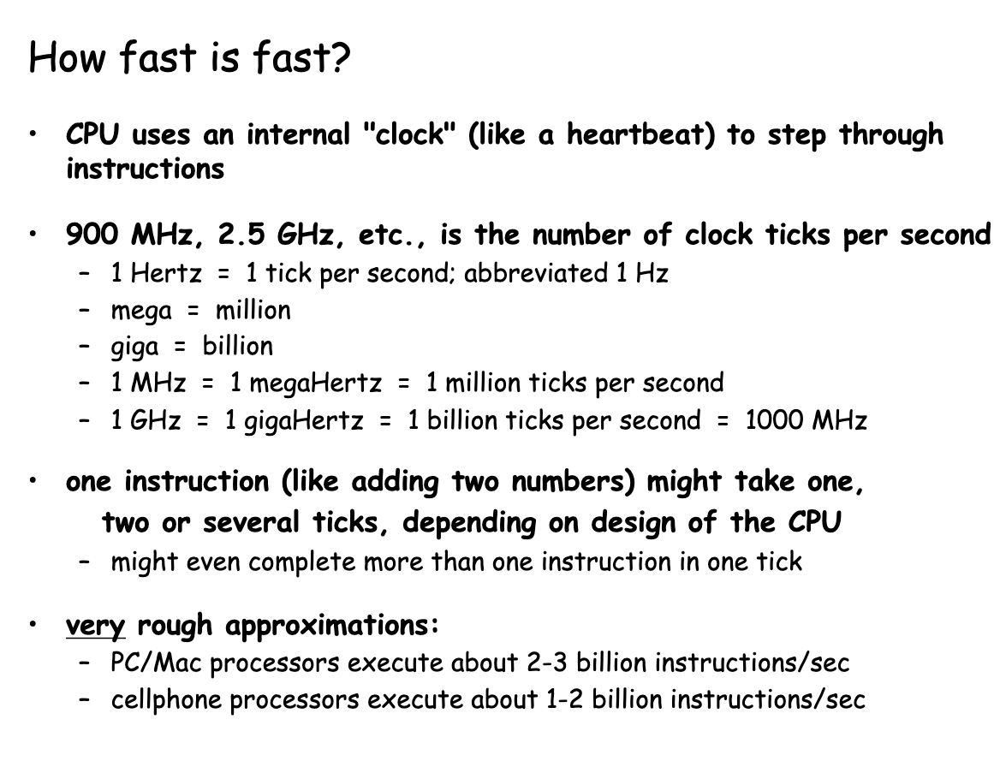 How fast is fast?
• CPU uses an internal "clock" (like a heartbeat) to step through
instructions
• 900 MHz, 2.5 GHz, etc., is the number of clock ticks per second
– 1 Hertz = 1 tick per second; abbreviated 1 Hz
– mega = million
– giga = billion
– 1 MHz = 1 megaHertz = 1 million ticks per second
– 1 GHz = 1 gigaHertz = 1 billion ticks per second = 1000 MHz
• one instruction (like adding two numbers) might take one,
two or several ticks, depending on design of the CPU
– might even complete more than one instruction in one tick
• very rough approximations:
– PC/Mac processors execute about 2-3 billion instructions/sec
– cellphone processors execute about 1-2 billion instructions/sec